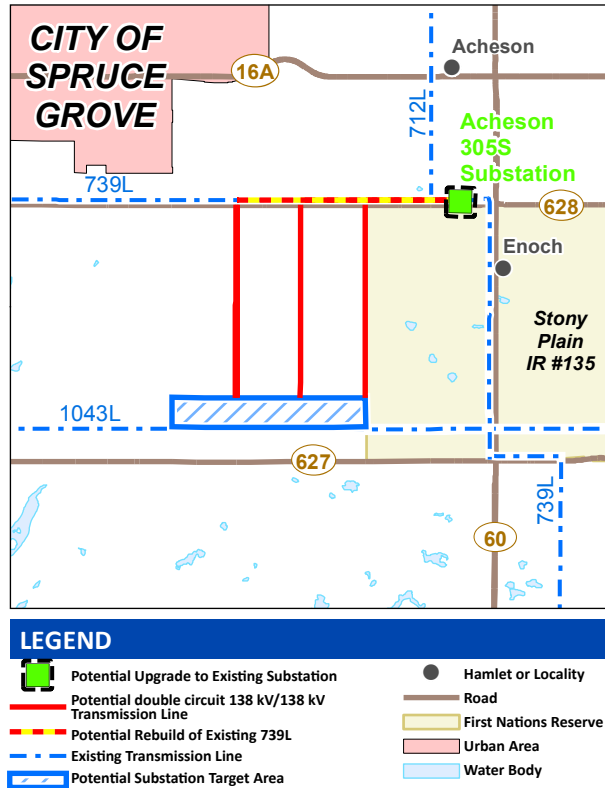 CITY OF
SPRUCE
GROVE
Acheson
16A
712L
Acheson
305S
Substation
739L
628
Enoch
Stony
Plain
IR #135
1043L
627
739L
60
LEGEND
Potential Upgrade to Existing Substation
Potential double circuit 138 kV/138 kV
Transmission Line
Potential Rebuild of Existing 739L
Existing Transmission Line
Potential Substation Target Area
Hamlet or Locality
Road
First Nations Reserve
Urban Area
Water Body